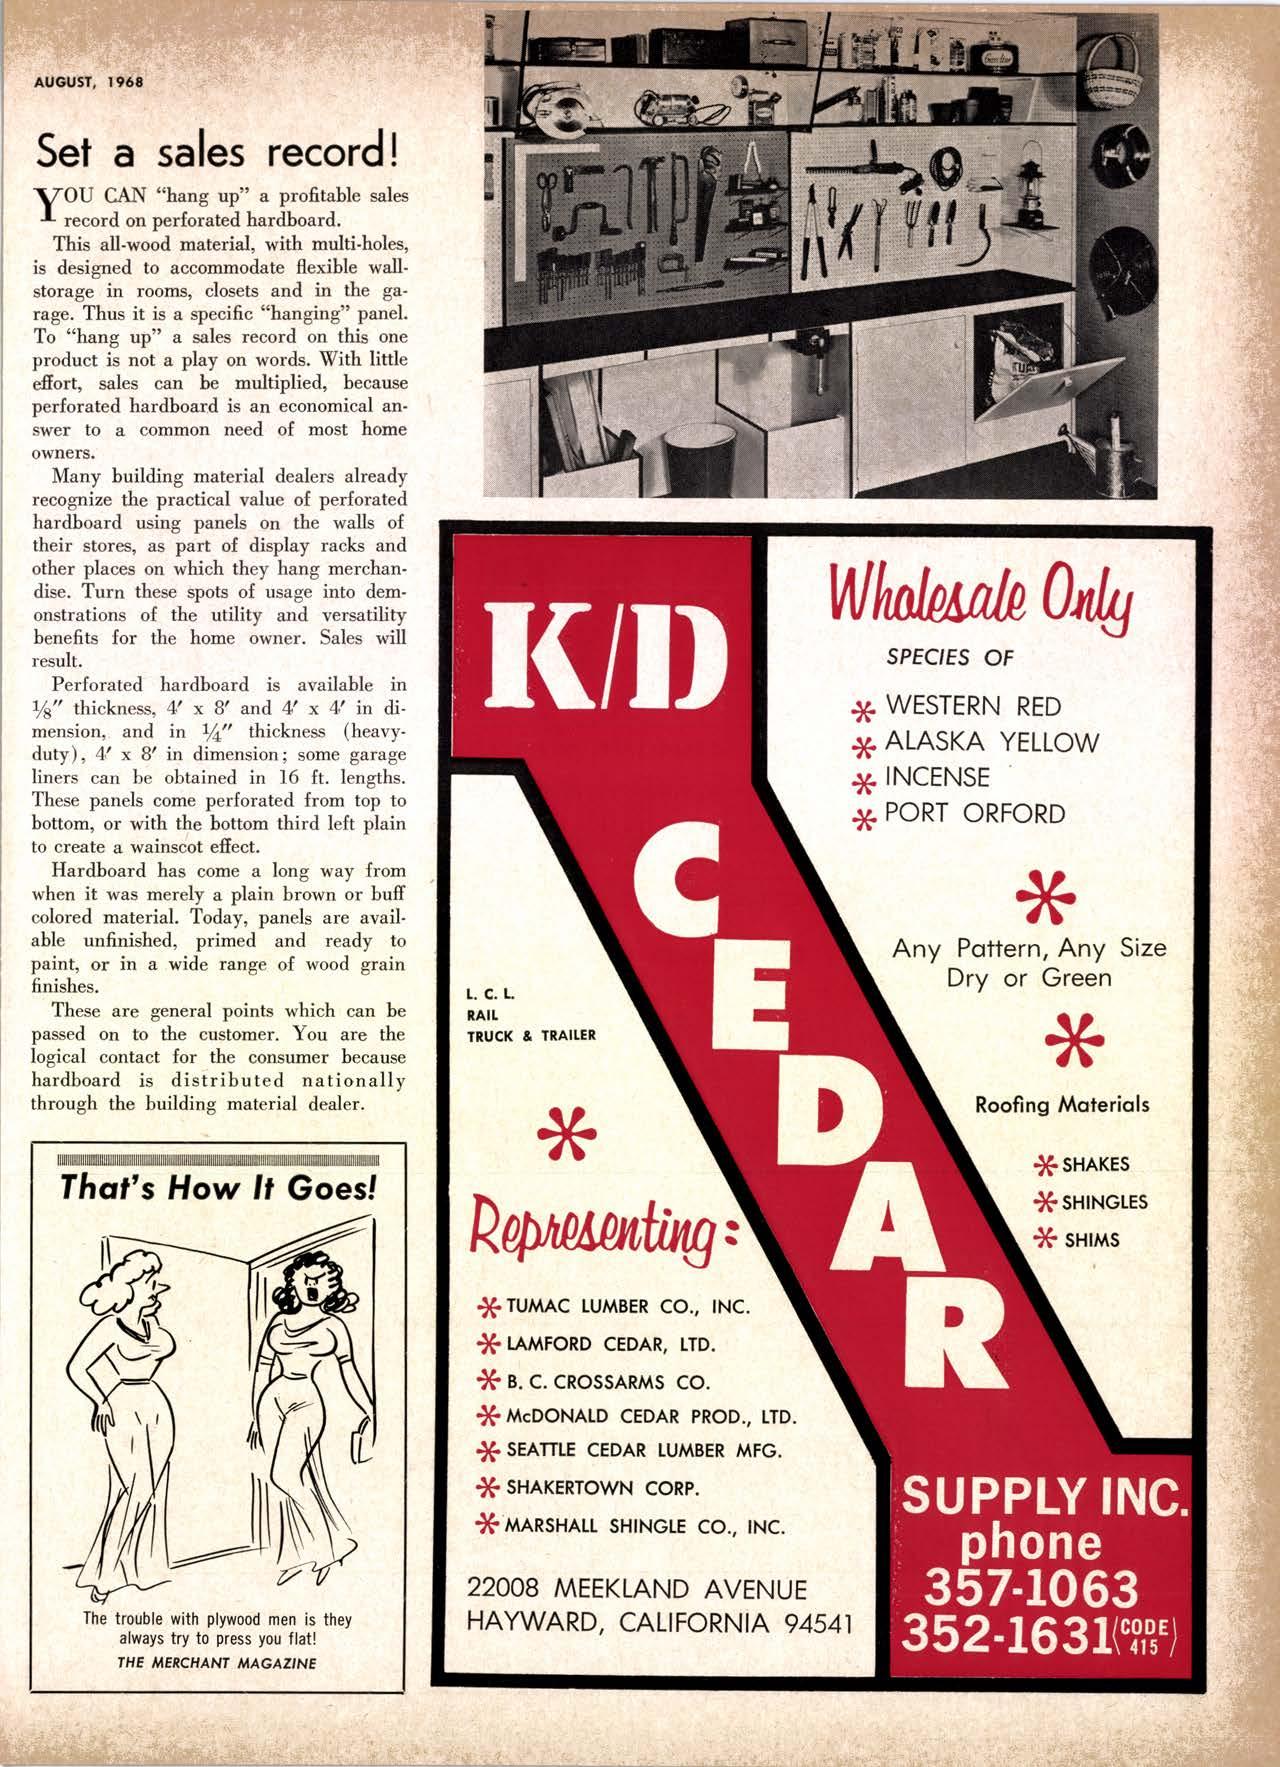 AUGUST, 1968
Set a sales record!
YOU CAN “hang up” a profitable sales
record on perforated hardboard.
This all-wood material, with multi-holes,
is designed to accommodate flexible wall-
storage in rooms, closets and in the ga-
rage. Thus it is a specific “hanging” panel.
To “hang up” a sales record on this one
product is not a play on words. With little
effort, sales can be multiplied, because
perforated hardboard is an economical an-
swer to a common need of most home
owners.
Many building material dealers already
recognize the practical value of perforated
hardboard using panels on the walls of
their stores, as part of display racks and
other places on which they hang merchan-
dise. Turn these spots of usage into dem-
onstrations of the utility and versatility
benefits for the home owner. Sales will
result.
Perforated hardboard is available in
⅛″ thickness, 4′ x 8′ and 4′ x 4′ in di-
mension, and in ¼″ thickness (heavy-
duty), 4′ x 8′ in dimension; some garage
liners can be obtained in 16 ft. lengths.
These panels come perforated from top to
bottom, or with the bottom third left plain
to create a wainscot effect.
Hardboard has come a long way from
when it was merely a plain brown or buff
colored material. Today, panels are avail-
able unfinished, primed and ready to
paint, or in a wide range of wood grain
finishes.
These are general points which can be
passed on to the customer. You are the
logical contact for the consumer because
hardboard is distributed nationally
through the building material dealer.
That's How It Goes!
The trouble with plywood men is they
always try to press you flat!
THE MERCHANT MAGAZINE
K/D
CEDAR
SUPPLY INC.
phone
357-1063
352-1631 (CODE 415)
Wholesale Only
SPECIES OF
* WESTERN RED
* ALASKA YELLOW
* INCENSE
* PORT ORFORD
*
Any Pattern, Any Size
Dry or Green
*
Roofing Materials
* SHAKES
* SHINGLES
* SHIMS
L. C. L.
RAIL
TRUCK & TRAILER
*
Representing:
* TUMAC LUMBER CO., INC.
* LAMFORD CEDAR, LTD.
* B. C. CROSSARMS CO.
* McDONALD CEDAR PROD., LTD.
* SEATTLE CEDAR LUMBER MFG.
* SHAKERTOWN CORP.
* MARSHALL SHINGLE CO., INC.
22008 MEEKLAND AVENUE
HAYWARD, CALIFORNIA 94541